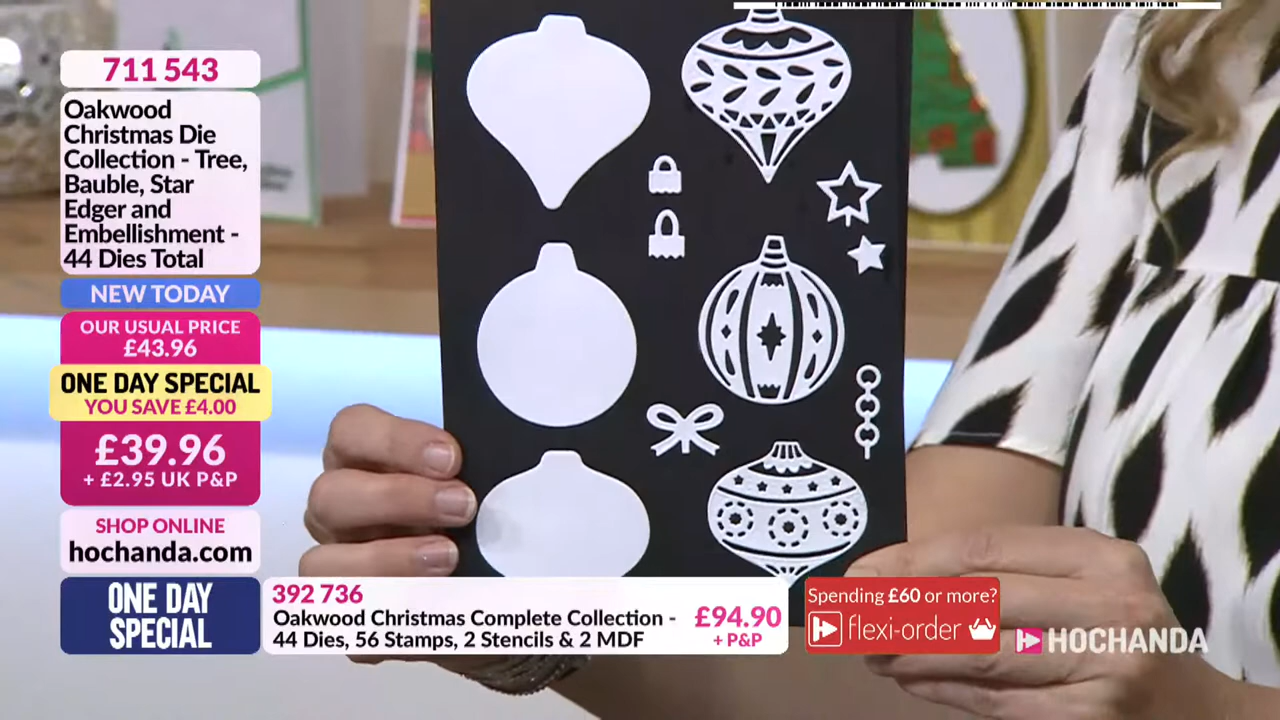 711 543
Oakwood
Christmas Die
Collection - Tree,
Bauble, Star
Edger and
Embellishment -
44 Dies Total
NEW TODAY
OUR USUAL PRICE
£43.96
ONE DAY SPECIAL
YOU SAVE £4.00
£39.96
+ £2.95 UK P&P
SHOP ONLINE
hochanda.com
ONE DAY
SPECIAL
392 736
Oakwood Christmas Complete Collection -
44 Dies, 56 Stamps, 2 Stencils & 2 MDF
£94.90
+ P&P
Spending £60 or more?
flexi-order
HOCHANDA